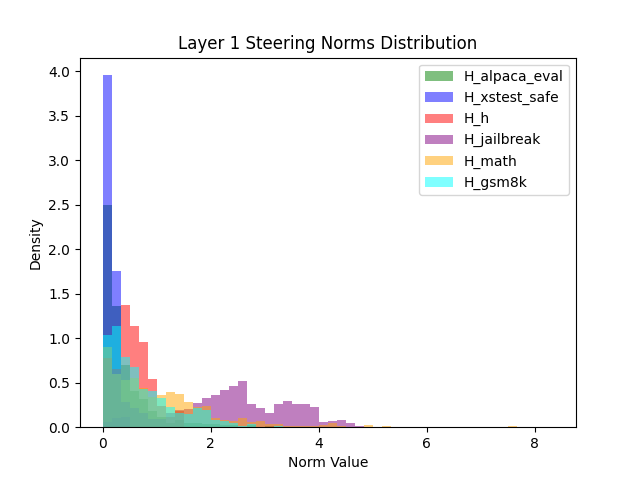 Layer 1 Steering Norms Distribution
H_alpaca_eval
H_xstest_safe
H_h
H_jailbreak
H_math
H_gsm8k
Density
4.0
3.5
3.0
2.5
2.0
1.5
1.0
0.5
0.0
0 2 4 6 8
Norm Value